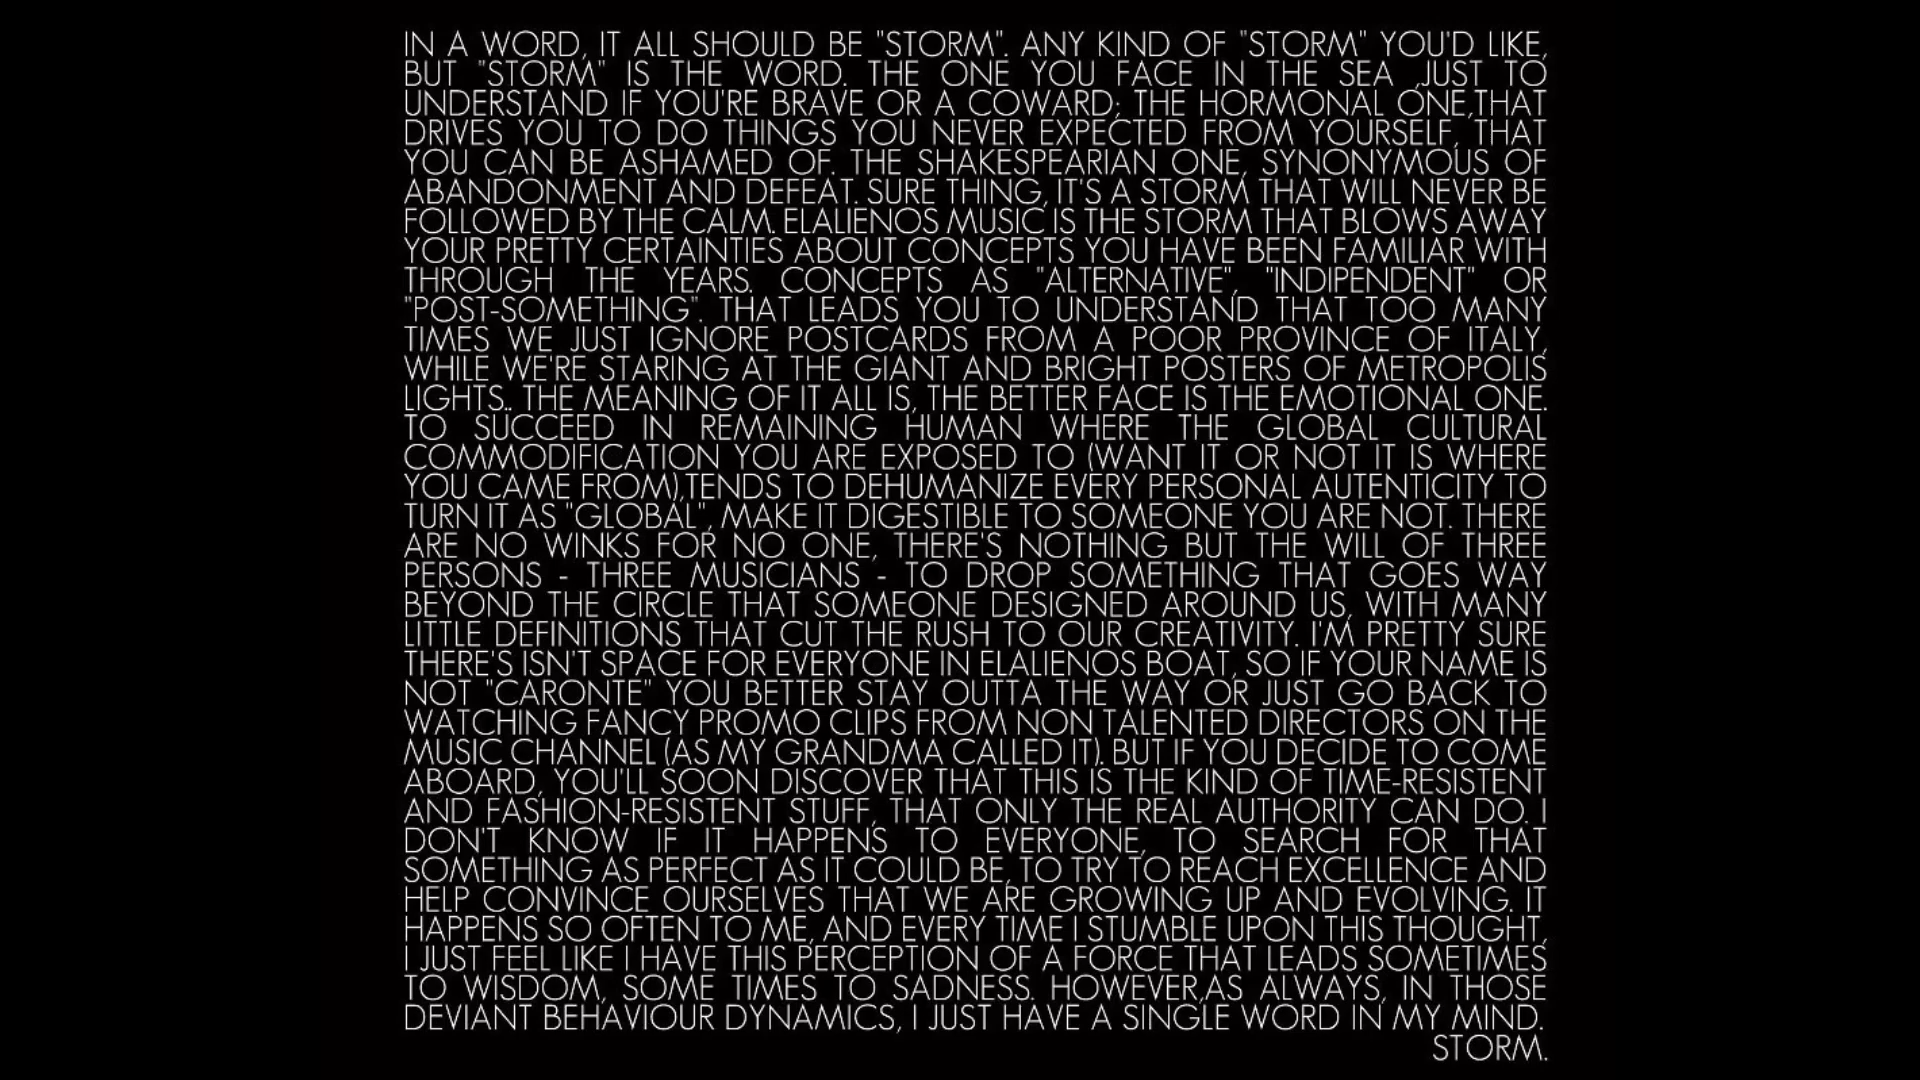 IN A WORD, IT ALL SHOULD BE "STORM". ANY KIND OF "STORM" YOU'D LIKE,
BUT "STORM" IS THE WORD. THE ONE YOU FACE IN THE SEA ,JUST TO
UNDERSTAND IF YOU'RE BRAVE OR A COWARD; THE HORMONAL ONE,THAT
DRIVES YOU TO DO THINGS YOU NEVER EXPECTED FROM YOURSELF, THAT
YOU CAN BE ASHAMED OF. THE SHAKESPEARIAN ONE, SYNONYMOUS OF
ABANDONMENT AND DEFEAT. SURE THING, IT'S A STORM THAT WILL NEVER BE
FOLLOWED BY THE CALM. ELALIENOS MUSIC IS THE STORM THAT BLOWS AWAY
YOUR PRETTY CERTAINTIES ABOUT CONCEPTS YOU HAVE BEEN FAMILIAR WITH
THROUGH THE YEARS. CONCEPTS AS "ALTERNATIVE", "INDIPENDENT" OR
"POST-SOMETHING". THAT LEADS YOU TO UNDERSTAND THAT TOO MANY
TIMES WE JUST IGNORE POSTCARDS FROM A POOR PROVINCE OF ITALY,
WHILE WE'RE STARING AT THE GIANT AND BRIGHT POSTERS OF METROPOLIS
LIGHTS.. THE MEANING OF IT ALL IS, THE BETTER FACE IS THE EMOTIONAL ONE.
TO SUCCEED IN REMAINING HUMAN WHERE THE GLOBAL CULTURAL
COMMODIFICATION YOU ARE EXPOSED TO (WANT IT OR NOT IT IS WHERE
YOU CAME FROM),TENDS TO DEHUMANIZE EVERY PERSONAL AUTENTICITY TO
TURN IT AS "GLOBAL", MAKE IT DIGESTIBLE TO SOMEONE YOU ARE NOT. THERE
ARE NO WINKS FOR NO ONE, THERE'S NOTHING BUT THE WILL OF THREE
PERSONS - THREE MUSICIANS - TO DROP SOMETHING THAT GOES WAY
BEYOND THE CIRCLE THAT SOMEONE DESIGNED AROUND US, WITH MANY
LITTLE DEFINITIONS THAT CUT THE RUSH TO OUR CREATIVITY. I'M PRETTY SURE
THERE'S ISN'T SPACE FOR EVERYONE IN ELALIENOS BOAT, SO IF YOUR NAME IS
NOT "CARONTE" YOU BETTER STAY OUTTA THE WAY OR JUST GO BACK TO
WATCHING FANCY PROMO CLIPS FROM NON TALENTED DIRECTORS ON THE
MUSIC CHANNEL (AS MY GRANDMA CALLED IT). BUT IF YOU DECIDE TO COME
ABOARD, YOU'LL SOON DISCOVER THAT THIS IS THE KIND OF TIME-RESISTENT
AND FASHION-RESISTENT STUFF, THAT ONLY THE REAL AUTHORITY CAN DO. I
DON'T KNOW IF IT HAPPENS TO EVERYONE, TO SEARCH FOR THAT
SOMETHING AS PERFECT AS IT COULD BE, TO TRY TO REACH EXCELLENCE AND
HELP CONVINCE OURSELVES THAT WE ARE GROWING UP AND EVOLVING. IT
HAPPENS SO OFTEN TO ME, AND EVERY TIME I STUMBLE UPON THIS THOUGHT,
I JUST FEEL LIKE I HAVE THIS PERCEPTION OF A FORCE THAT LEADS SOMETIMES
TO WISDOM, SOME TIMES TO SADNESS. HOWEVER,AS ALWAYS, IN THOSE
DEVIANT BEHAVIOUR DYNAMICS, I JUST HAVE A SINGLE WORD IN MY MIND.
STORM.